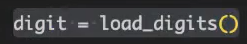 digit = load_digits()